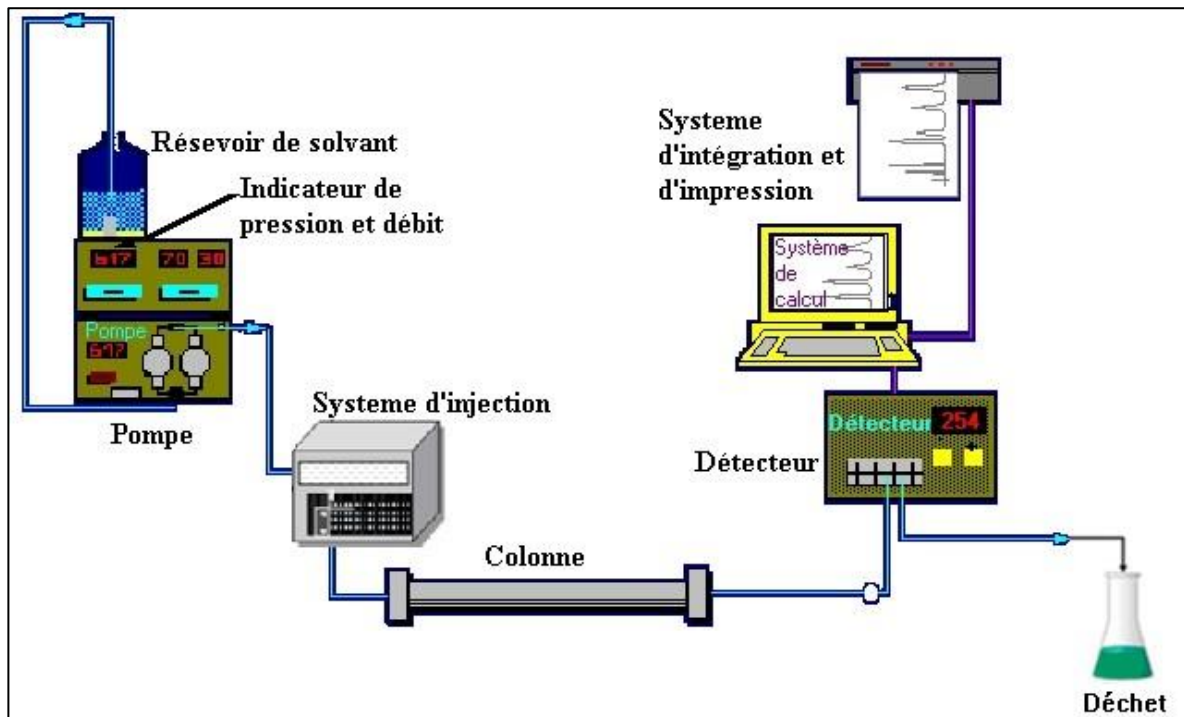 Résevoir de solvant
Indicateur de
pression et débit
617 70 30
Pompe
617
Pompe
Systeme d'injection
Colonne
Systeme
d'intégration et
d'impression
Système
de
calcul
Détecteur 254
Détecteur
Déchet